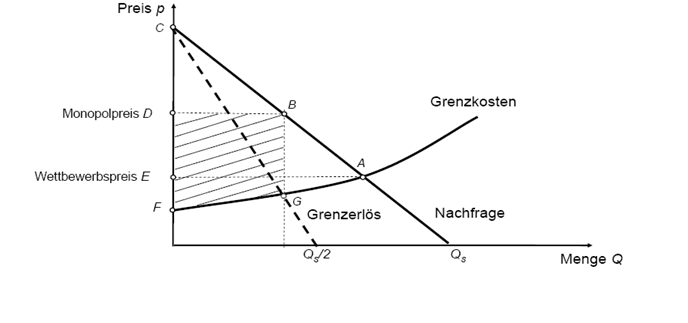 Preis p
C
Monopolpreis D
B
Grenzkosten
Wettbewerbspreis E
A
F
G
Grenzerlös
Nachfrage
Qs/2
Qs
Menge Q